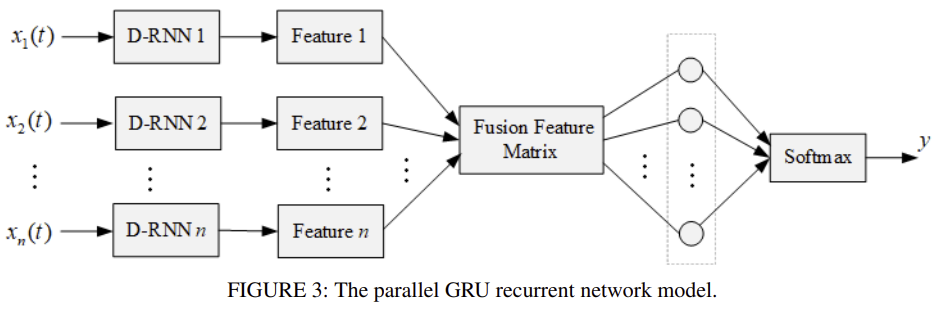 x₁(t) D-RNN 1 Feature 1
x₂(t) D-RNN 2 Feature 2
Fusion Feature
Matrix
Softmax y
xₙ(t) D-RNN n Feature n
FIGURE 3: The parallel GRU recurrent network model.